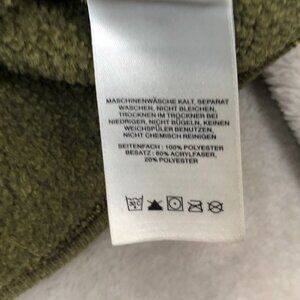 MASCHINENWÄSCHE KALT, SEPARAT
WASCHEN, NICHT BLEICHEN,
TROCKNEN IM TROCKNER BEI
NIEDRIGER, NICHT BÜGELN, KEINEN
WEICHSPÜLER BENUTZEN,
NICHT CHEMISCH REINIGEN
SEITENFACH : 100% POLYESTER
BESATZ : 80% ACRYLFASER,
20% POLYESTER
30°C